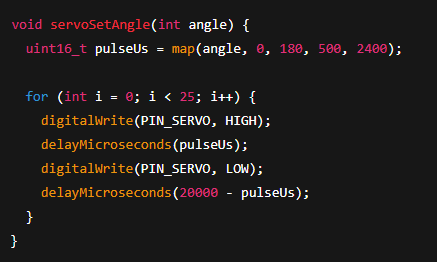 void servoSetAngle(int angle) {
  uint16_t pulseUs = map(angle, 0, 180, 500, 2400);

  for (int i = 0; i < 25; i++) {
    digitalWrite(PIN_SERVO, HIGH);
    delayMicroseconds(pulseUs);
    digitalWrite(PIN_SERVO, LOW);
    delayMicroseconds(20000 - pulseUs);
  }
}